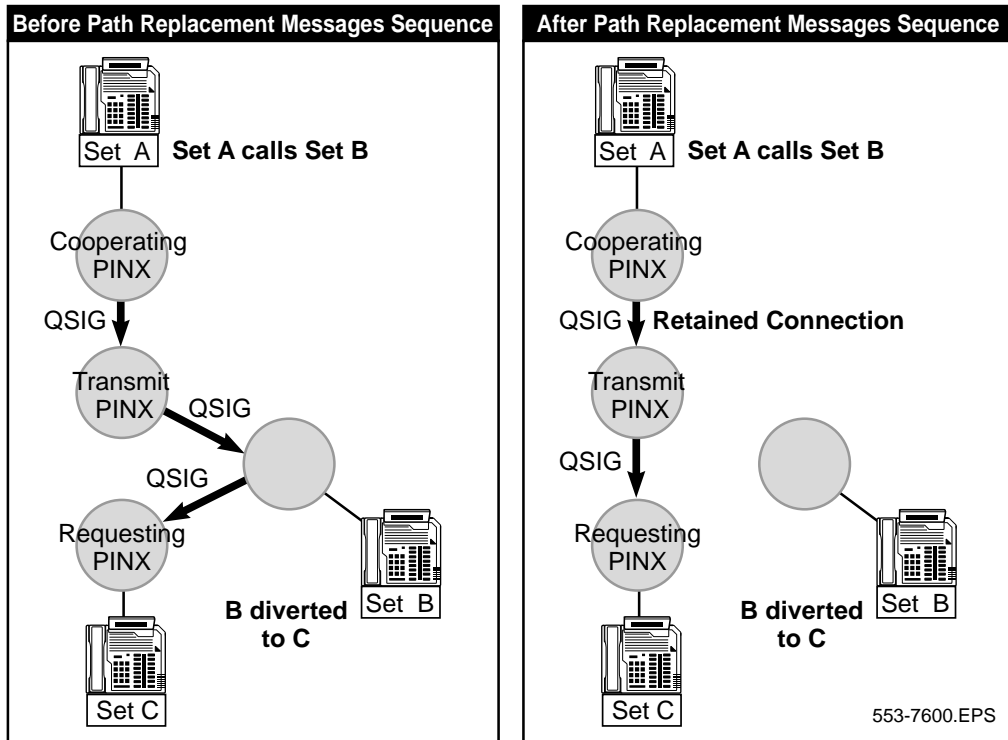 Before Path Replacement Messages Sequence
Set A
Set A calls Set B
Cooperating
PINX
QSIG
Transmit
PINX
QSIG
QSIG
Requesting
PINX
Set B
B diverted
to C
Set C
After Path Replacement Messages Sequence
Set A
Set A calls Set B
Cooperating
PINX
QSIG
Retained Connection
Transmit
PINX
QSIG
Requesting
PINX
Set B
B diverted
to C
Set C
553-7600.EPS